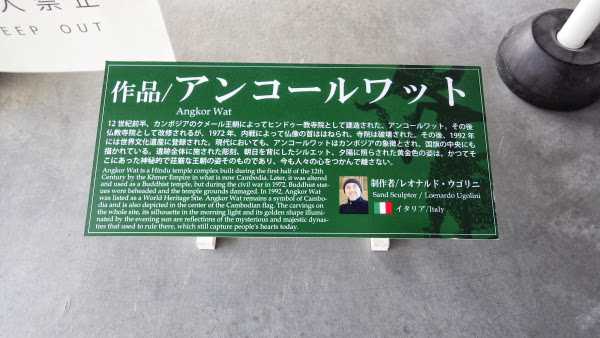 人禁止
EEP OUT
作品/アンコールワット
Angkor Wat
12世紀前半、カンボジアのクメール王朝によってヒンドゥー教寺院として建造された、アンコールワット。その後
仏教寺院として改修されるが、1972年、内戦によって仏像の首ははねられ、寺院は破壊された。その後、1992年
には世界文化遺産に登録された。現代においても、アンコールワットはカンボジアの象徴とされ、国旗の中央にも
描かれている。遺跡全体に施された彫刻、朝日を背にしたシルエット、夕陽に照らされた黄金色の姿は、かつてそ
こにあった神秘的で荘厳な王朝の姿そのものであり、今も人々の心をつかんで離さない。
Angkor Wat is a Hindu temple complex built during the first half of the 12th
Century by the Khmer Empire in what is now Cambodia. Later, it was altered
and used as a Buddhist temple, but during the civil war in 1972, Buddhist stat-
ues were beheaded and the temple grounds damaged. In 1992, Angkor Wat
was listed as a World Heritage Site. Angkor Wat remains a symbol of Cambo-
dia and is also depicted in the center of the Cambodian flag. The carvings on
the whole site, its silhouette in the morning light and its golden shape illumi-
nated by the evening sun are reflections of the mysterious and majestic dynas-
ties that used to rule there, which still capture people's hearts today.
制作者/レオナルド・ウゴリニ
Sand Sculptor / Loenardo Ugolini
イタリア/Italy